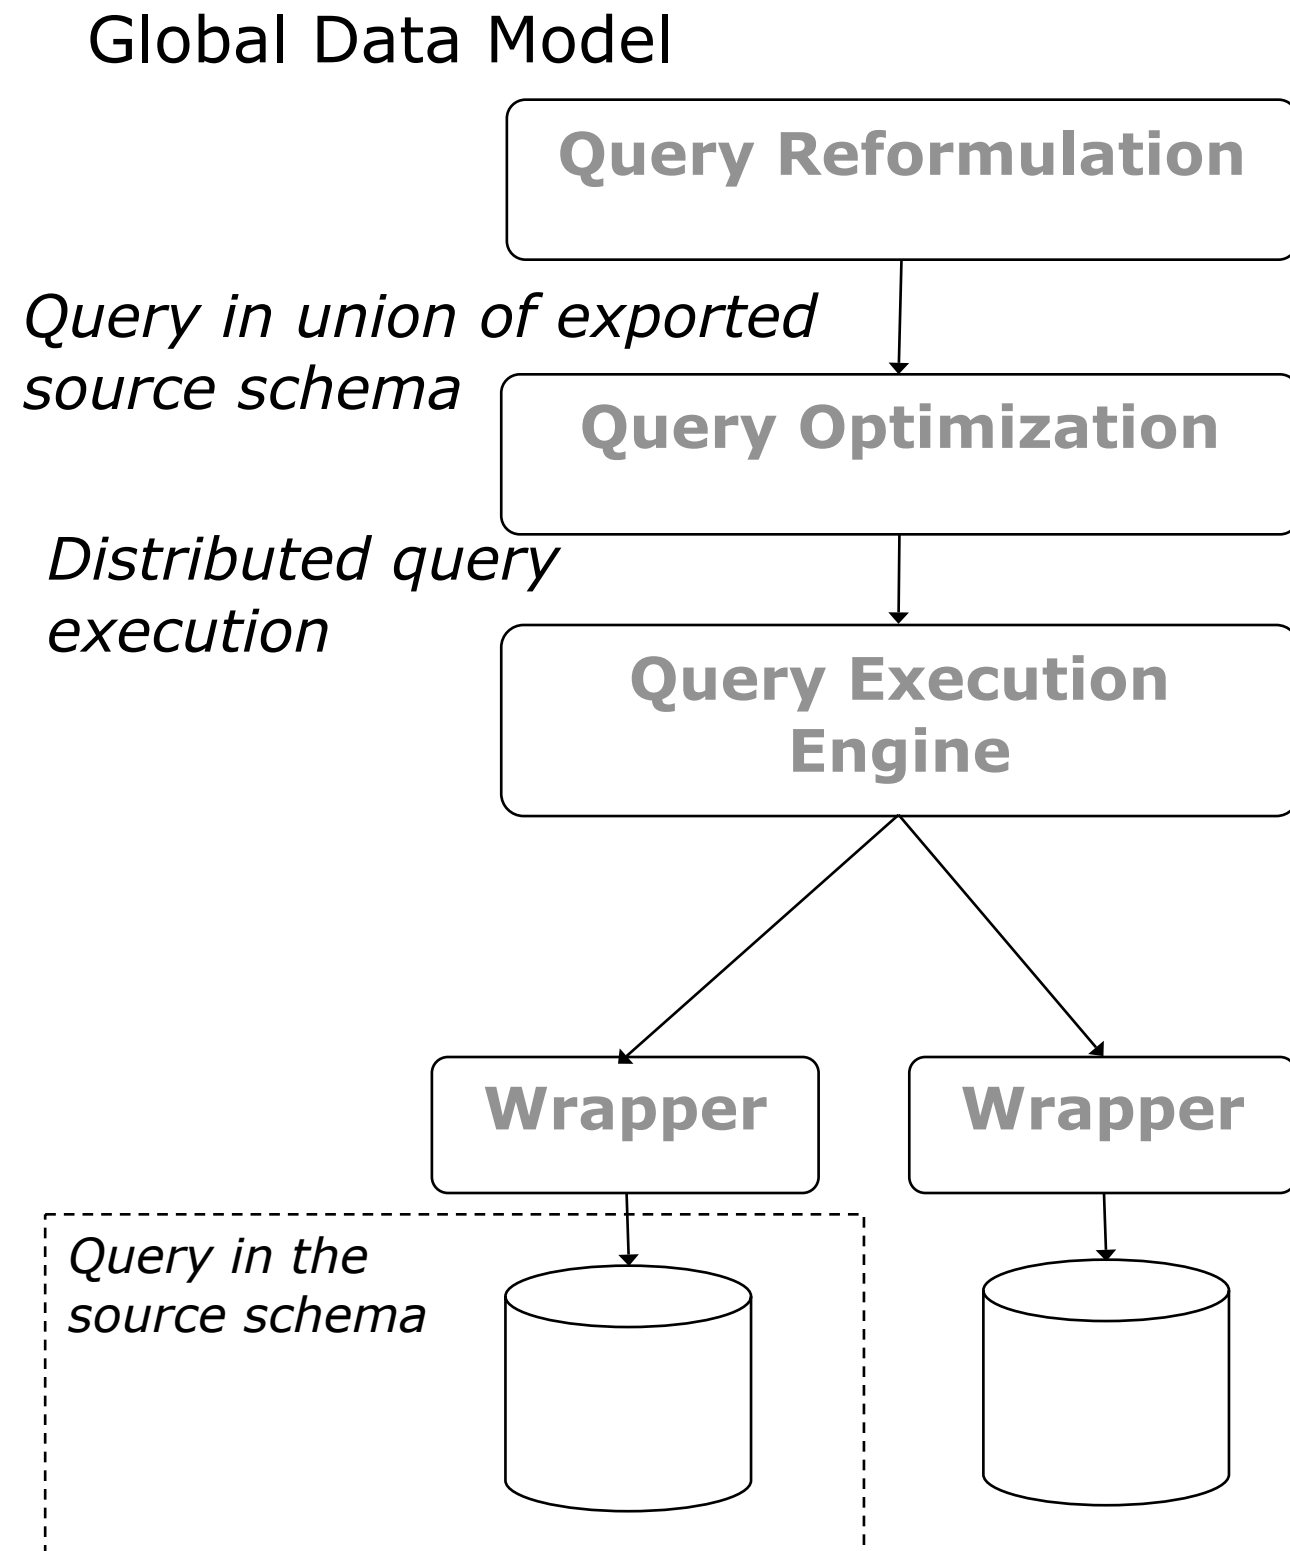 Global Data Model
Query Reformulation
Query in union of exported
source schema
Query Optimization
Distributed query
execution
Query Execution
Engine
Wrapper
Wrapper
Query in the
source schema